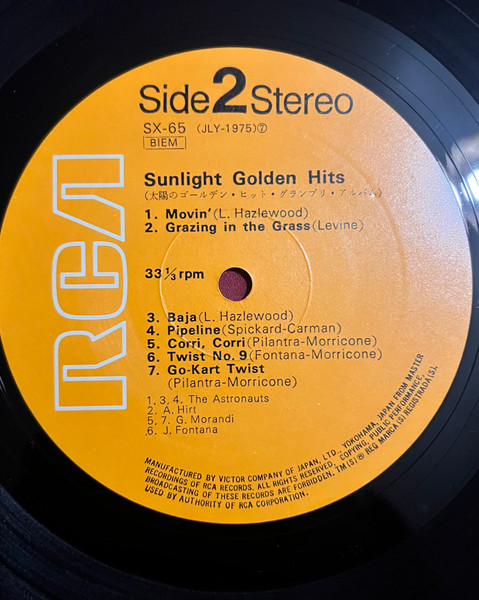 Side 2 Stereo
SX-65 (JLY-1975)⑦
BIEM
RCA
Sunlight Golden Hits
(太陽のゴールデン・ヒット・グランプリ・アルバム)
1. Movin' (L. Hazlewood)
2. Grazing in the Grass (Levine)
33 1/3 rpm
3. Baja (L. Hazlewood)
4. Pipeline (Spickard-Carman)
5. Corri, Corri (Pilantra-Morricone)
6. Twist No. 9 (Fontana-Morricone)
7. Go-Kart Twist
(Pilantra-Morricone)
1, 3, 4. The Astronauts
2. A. Hirt
5, 7. G. Morandi
6. J. Fontana
MANUFACTURED BY VICTOR COMPANY OF JAPAN, LTD., YOKOHAMA, JAPAN FROM MASTER
RECORDINGS OF RCA RECORDS. ALL RIGHTS RESERVED. COPYING, PUBLIC PERFORMANCE,
BROADCASTING OF THESE RECORDS ARE FORBIDDEN. TM(S) ® REG MARCA(S) REGISTRADA(S).
USED BY AUTHORITY OF RCA CORPORATION.